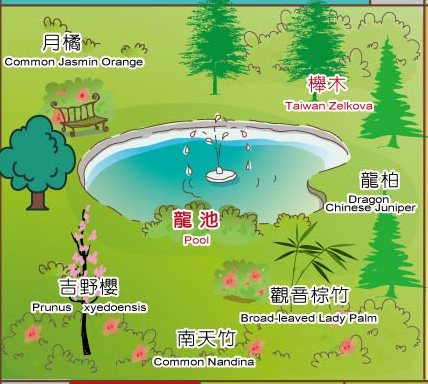 月橘
Common Jasmin Orange
櫸木
Taiwan Zelkova
龍柏
Dragon
Chinese Juniper
龍池
Pool
吉野櫻
Prunus xyedoensis
觀音棕竹
Broad-leaved Lady Palm
南天竹
Common Nandina